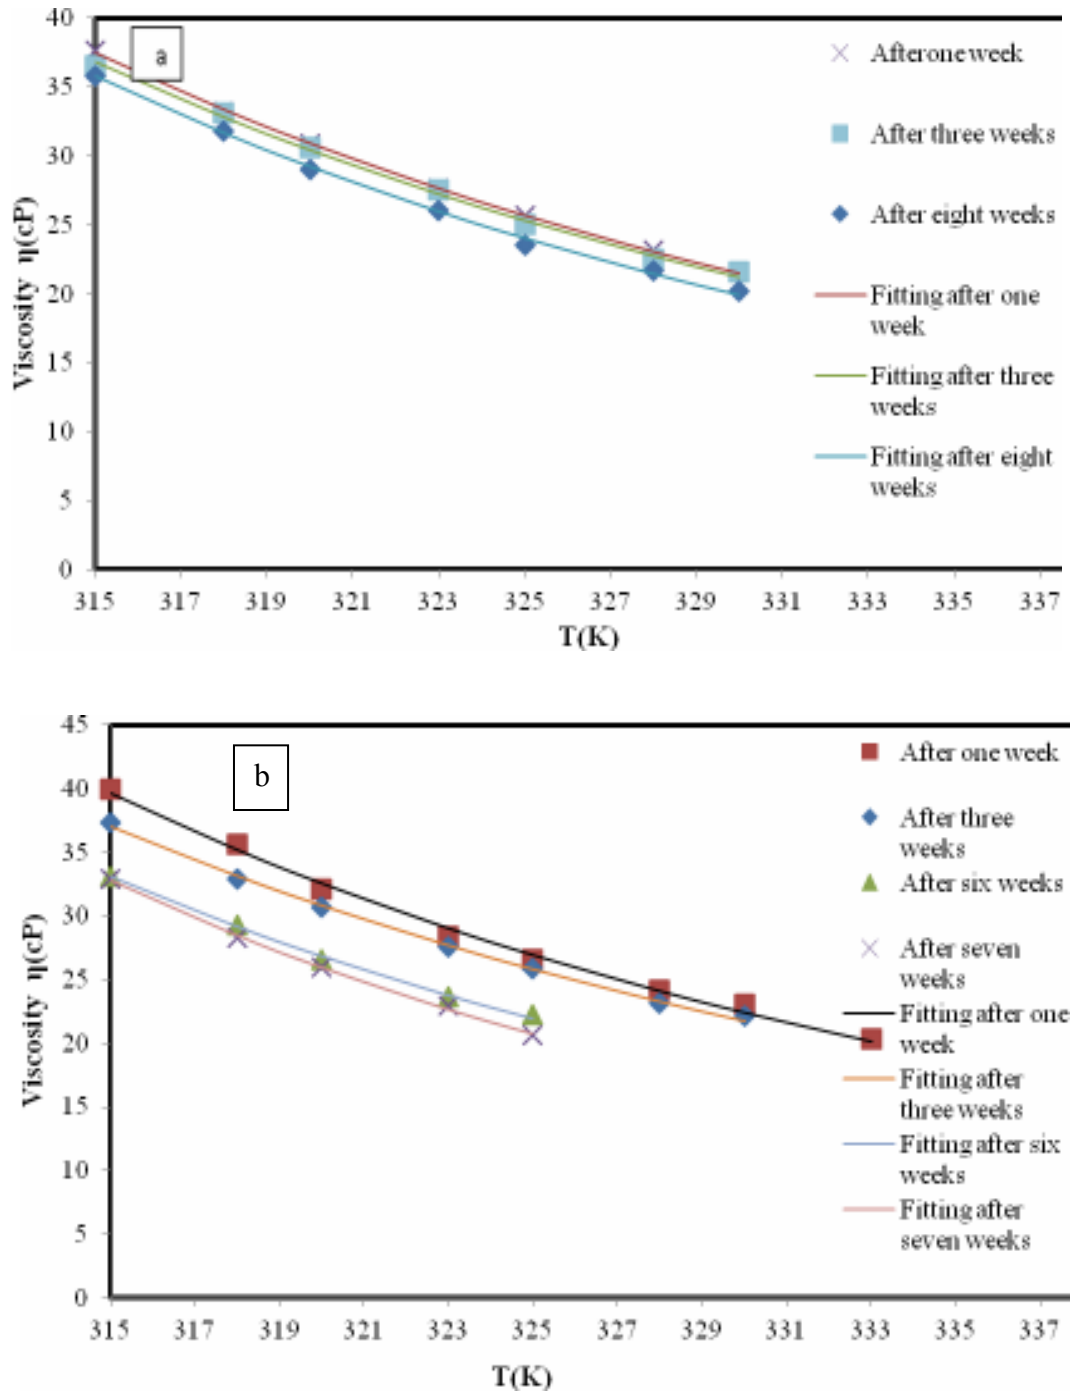 40
35
30
25
20
15
10
5
0
Viscosity η(cP)
a
Afterone week
After three weeks
After eight weeks
Fitting after one
week
Fitting after three
weeks
Fitting after eight
weeks
315 317 319 321 323 325 327 329 331 333 335 337
T(K)
45
40
35
30
25
20
15
10
5
0
Viscosity η(cP)
b
After one week
After three
weeks
After six weeks
After seven
weeks
Fitting after one
week
Fitting after
three weeks
Fitting after six
weeks
Fitting after
seven weeks
315 317 319 321 323 325 327 329 331 333 335 337
T(K)